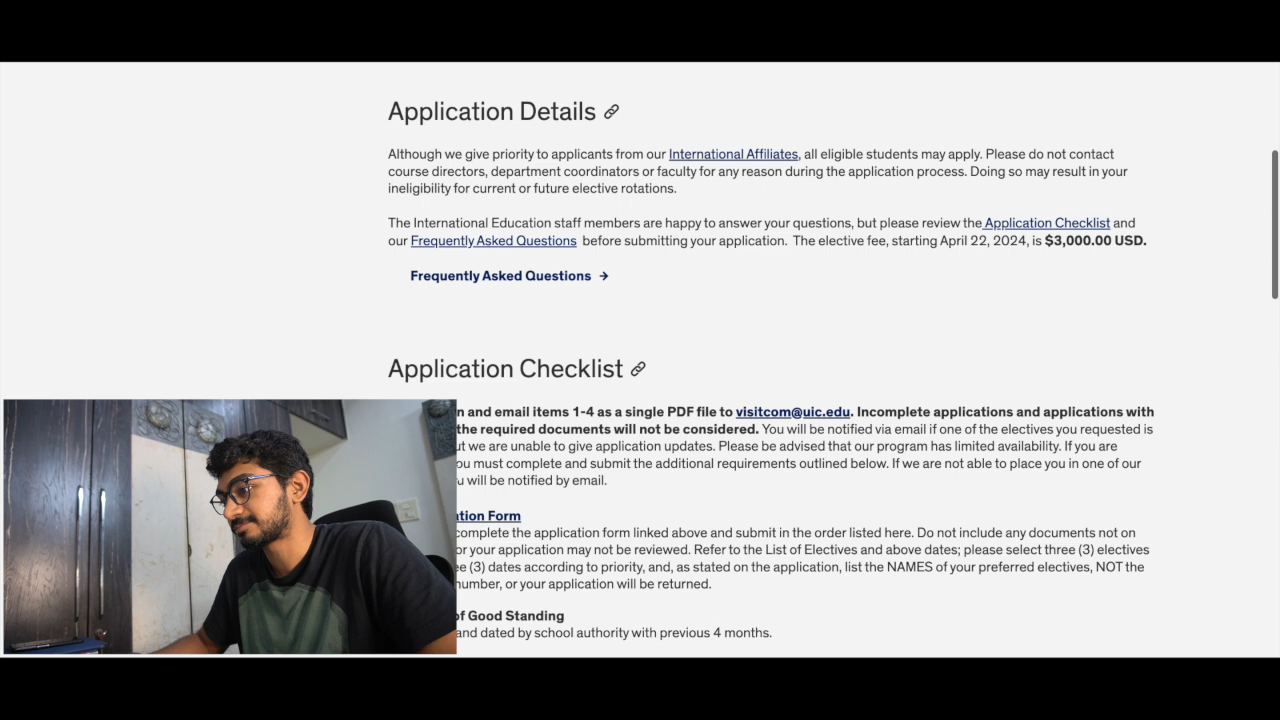 Application Details
Although we give priority to applicants from our International Affiliates, all eligible students may apply. Please do not contact
course directors, department coordinators or faculty for any reason during the application process. Doing so may result in your
ineligibility for current or future elective rotations.
The International Education staff members are happy to answer your questions, but please review the Application Checklist and
our Frequently Asked Questions before submitting your application. The elective fee, starting April 22, 2024, is $3,000.00 USD.
Frequently Asked Questions →
Application Checklist
and email items 1-4 as a single PDF file to visitcom@uic.edu. Incomplete applications and applications with
the required documents will not be considered. You will be notified via email if one of the electives you requested is
we are unable to give application updates. Please be advised that our program has limited availability. If you are
must complete and submit the additional requirements outlined below. If we are not able to place you in one of our
will be notified by email.
Form
complete the application form linked above and submit in the order listed here. Do not include any documents not on
or your application may not be reviewed. Refer to the List of Electives and above dates; please select three (3) electives
(3) dates according to priority, and, as stated on the application, list the NAMES of your preferred electives, NOT the
number, or your application will be returned.
of Good Standing
and dated by school authority with previous 4 months.